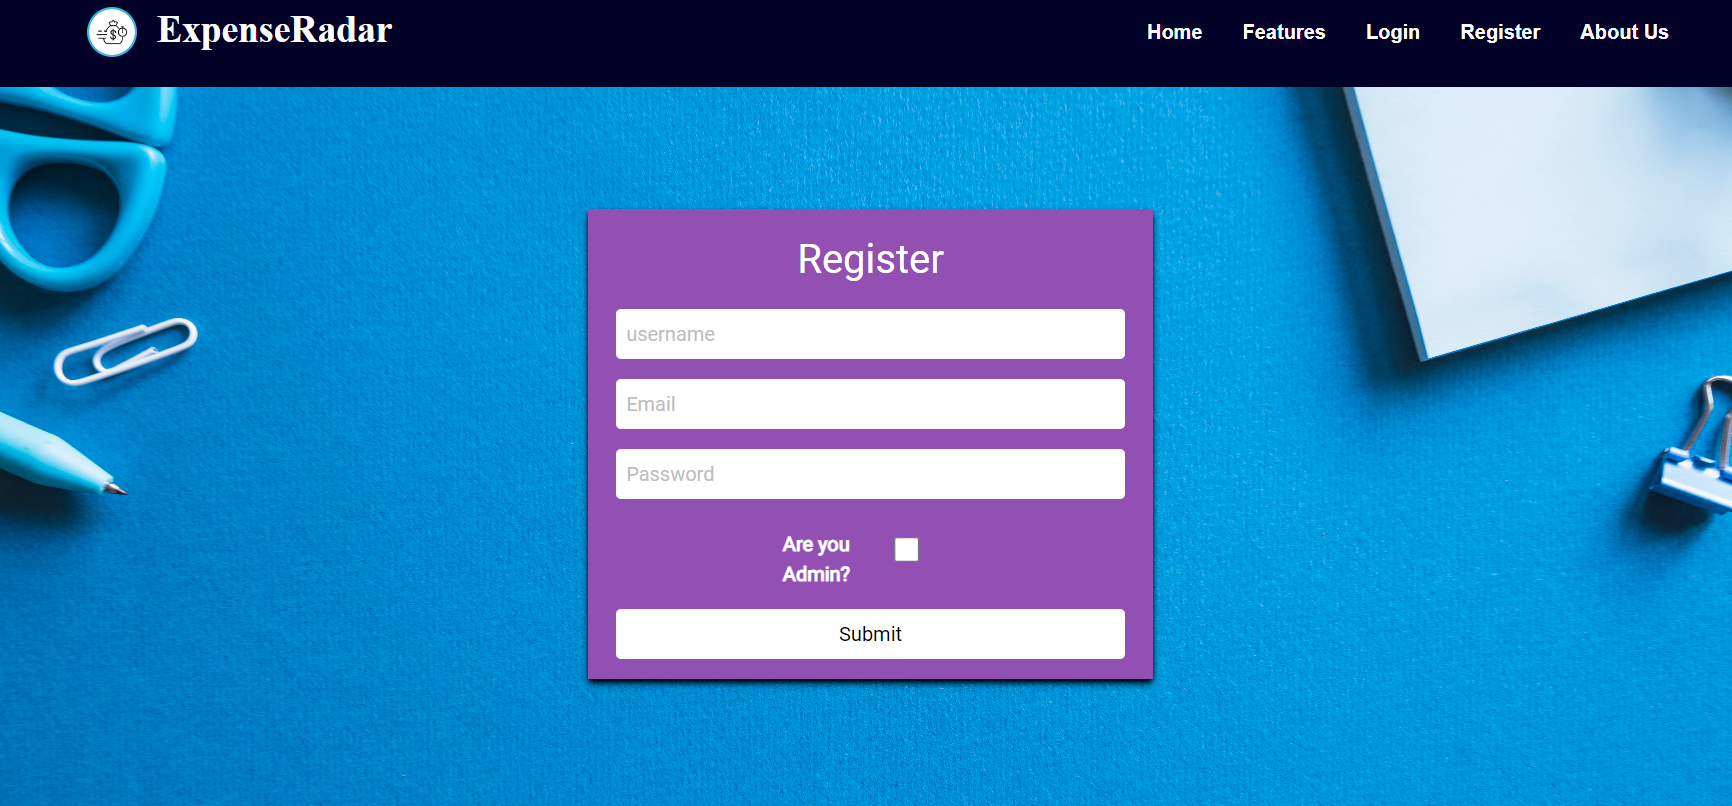 ExpenseRadar
Home Features Login Register About Us
Register
username
Email
Password
Are you
Admin?
Submit